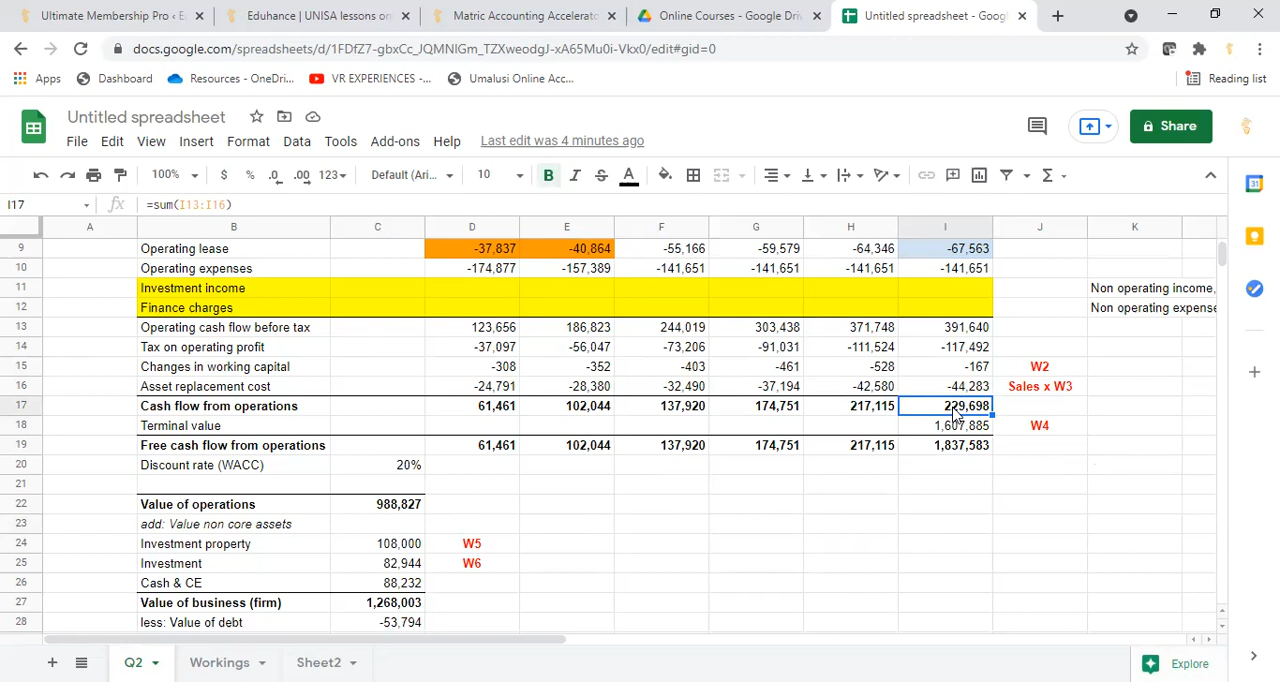 Ultimate Membership Pro ‹ E
Eduhance | UNISA lessons on
Matric Accounting Accelerato
Online Courses - Google Driv
Untitled spreadsheet - Goog
docs.google.com/spreadsheets/d/1FDfZ7-gbxCc_JQMNlGm_TZXweodgJ-xA65Mu0i-Vkx0/edit#gid=0
Apps
Dashboard
Resources - OneDri...
VR EXPERIENCES -...
Umalusi Online Acc...
Reading list
Untitled spreadsheet
File Edit View Insert Format Data Tools Add-ons Help Last edit was 4 minutes ago
Share
100% $ % .0 .00 123 Default (Ari... 10 B I S A Σ
31
I17 fx =sum(I13:I16)
A B C D E F G H I J K
9 Operating lease -37,837 -40,864 -55,166 -59,579 -64,346 -67,563
10 Operating expenses -174,877 -157,389 -141,651 -141,651 -141,651 -141,651
11 Investment income Non operating income,
12 Finance charges Non operating expense
13 Operating cash flow before tax 123,656 186,823 244,019 303,438 371,748 391,640
14 Tax on operating profit -37,097 -56,047 -73,206 -91,031 -111,524 -117,492
15 Changes in working capital -308 -352 -403 -461 -528 -167 W2
16 Asset replacement cost -24,791 -28,380 -32,490 -37,194 -42,580 -44,283 Sales x W3
17 Cash flow from operations 61,461 102,044 137,920 174,751 217,115 229,698
18 Terminal value 1,607,885 W4
19 Free cash flow from operations 61,461 102,044 137,920 174,751 217,115 1,837,583
20 Discount rate (WACC) 20%
21
22 Value of operations 988,827
23 add: Value non core assets
24 Investment property 108,000 W5
25 Investment 82,944 W6
26 Cash & CE 88,232
27 Value of business (firm) 1,268,003
28 less: Value of debt -53,794
Q2 Workings Sheet2 Explore